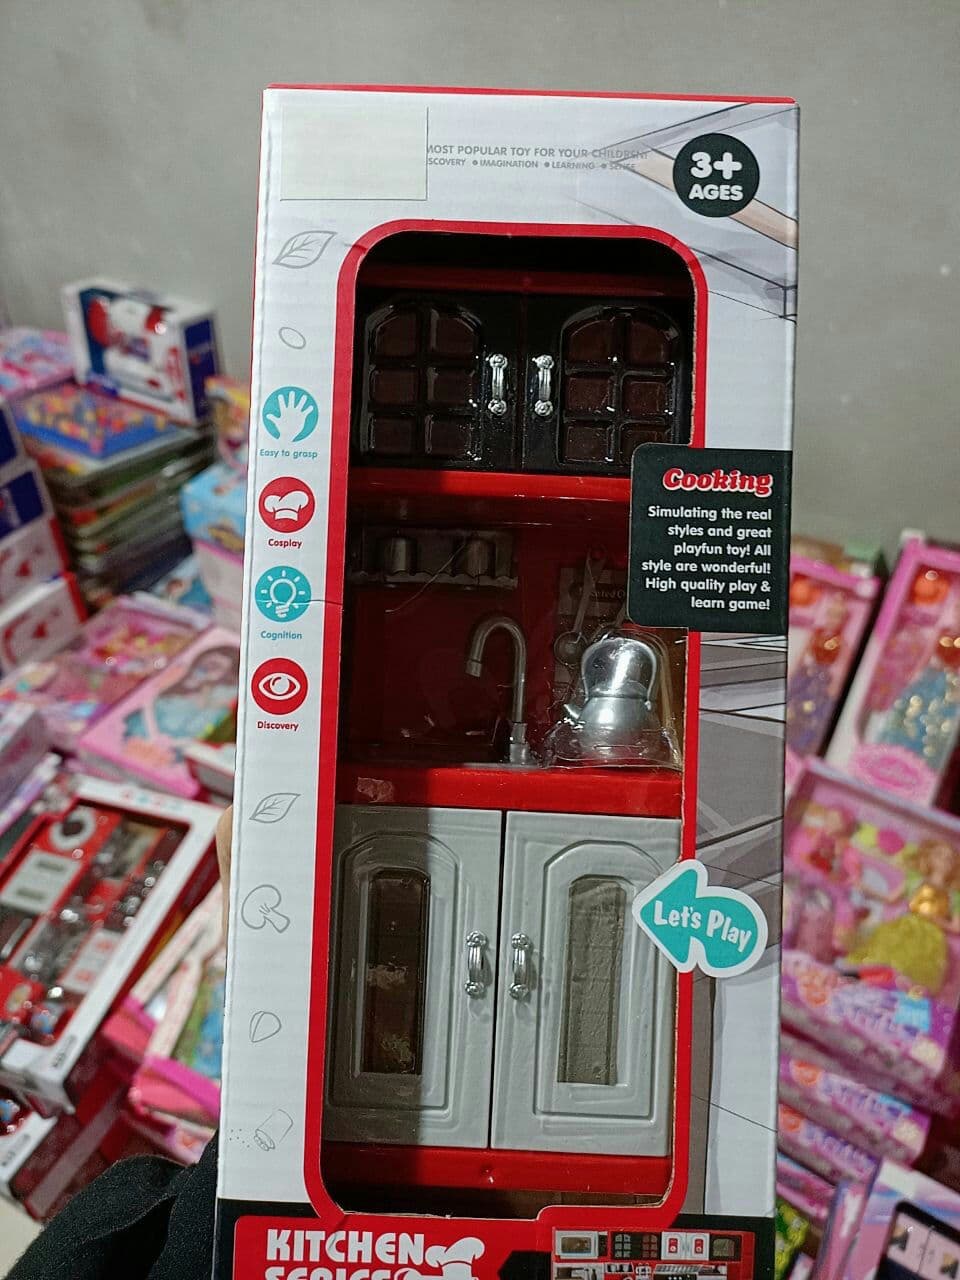 MOST POPULAR TOY FOR YOUR CHILDREN!
SCOVERY • IMAGINATION • LEARNING • SENSE
3+
AGES
Easy to grasp
Cosplay
Cognition
Discovery
Cooking
Simulating the real
styles and great
playfun toy! All
style are wonderful!
High quality play &
learn game!
Let's Play
KITCHEN
SERIES